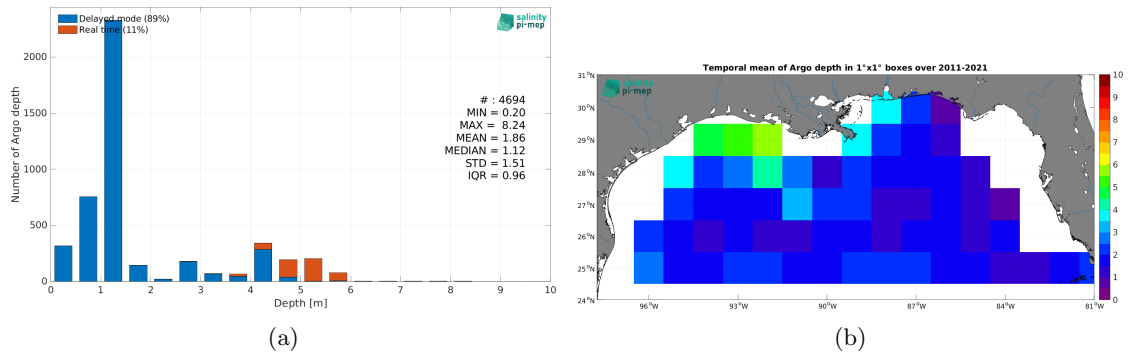 Delayed mode (89%)
Real time (11%)
salinity
pi-mep
# : 4694
MIN = 0.20
MAX = 8.24
MEAN = 1.86
MEDIAN = 1.12
STD = 1.51
IQR = 0.96
Number of Argo depth
2000
1500
1000
500
0
0 1 2 3 4 5 6 7 8 9 10
Depth [m]
(a)
Temporal mean of Argo depth in 1°x1° boxes over 2011-2021
salinity
pi-mep
31°N
30°N
29°N
28°N
27°N
26°N
25°N
24°N
96°W 93°W 90°W 87°W 84°W 81°W
10
9
8
7
6
5
4
3
2
1
0
(b)